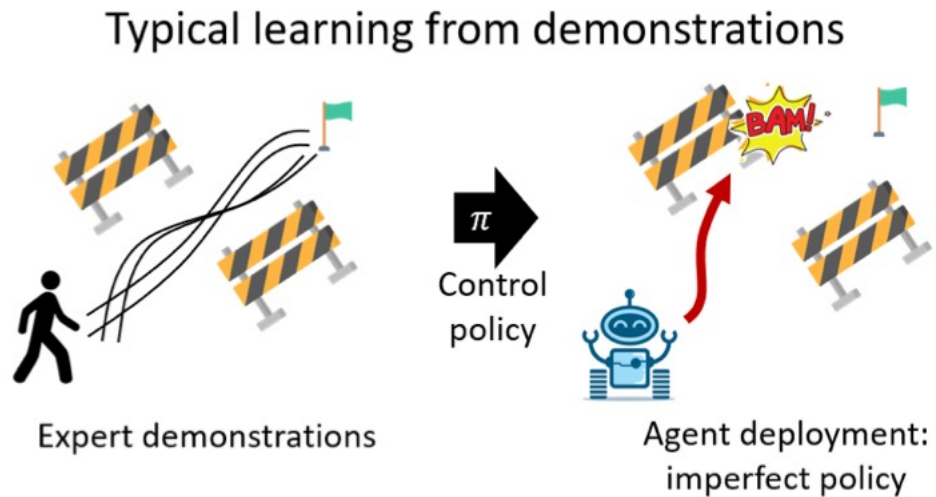 Typical learning from demonstrations
BAM!
π
Control
policy
Expert demonstrations
Agent deployment:
imperfect policy